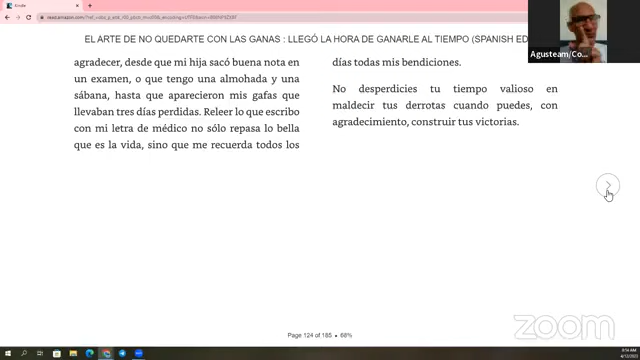 Kindle
EL ARTE DE NO QUEDARTE CON LAS GANAS : LLEGÓ LA HORA DE GANARLE AL TIEMPO (SPANISH ED
Agusteam/Co...
agradecer, desde que mi hija sacó buena nota en
un examen, o que tengo una almohada y una
sábana, hasta que aparecieron mis gafas que
llevaban tres días perdidas. Releer lo que escribo
con mi letra de médico no sólo repasa lo bella
que es la vida, sino que me recuerda todos los
días todas mis bendiciones.
No desperdicies tu tiempo valioso en
maldecir tus derrotas cuando puedes, con
agradecimiento, construir tus victorias.
Page 124 of 185 • 68%
zoom